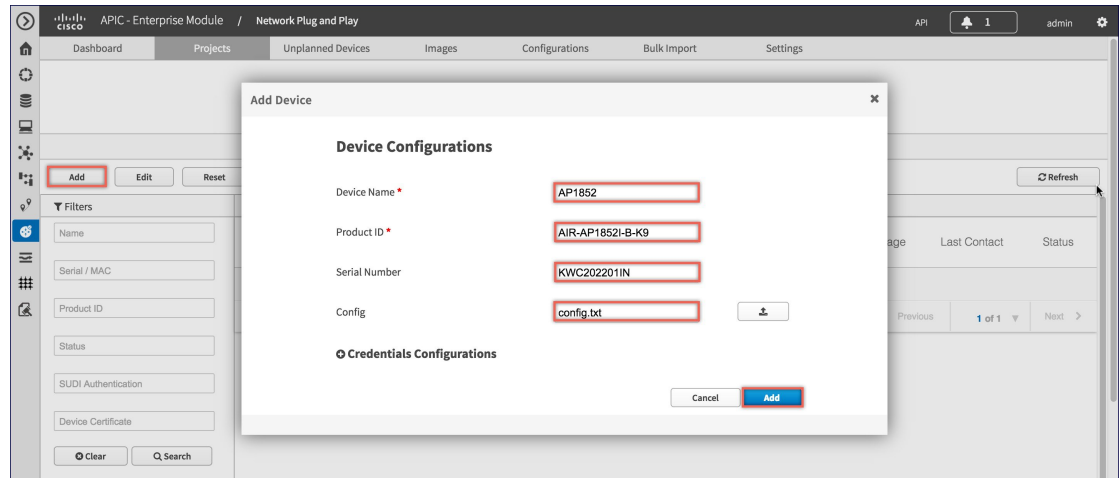 CISCO APIC - Enterprise Module / Network Plug and Play API 1 admin
Dashboard Projects Unplanned Devices Images Configurations Bulk Import Settings
Add Device
Device Configurations
Device Name *
AP1852
Product ID *
AIR-AP1852I-B-K9
Serial Number
KWC202201IN
Config
config.txt
Credentials Configurations
Cancel Add
Add Edit Reset Refresh
Filters
Name
Serial / MAC
Product ID
Status
SUDI Authentication
Device Certificate
Clear Search
Last Contact Status
Previous 1 of 1 Next